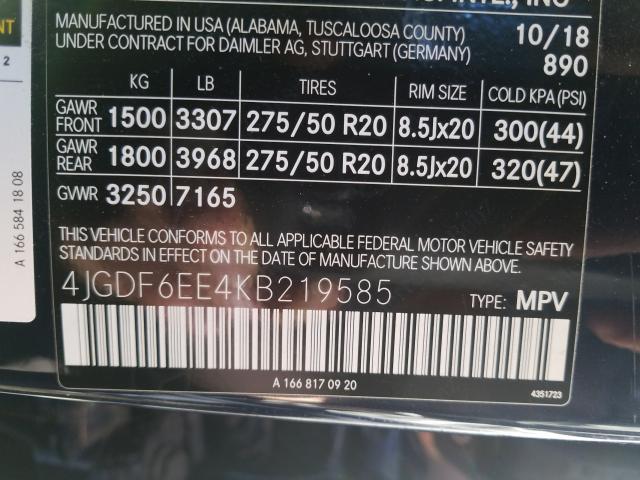 MANUFACTURED IN USA (ALABAMA, TUSCALOOSA COUNTY) 10/18
UNDER CONTRACT FOR DAIMLER AG, STUTTGART (GERMANY) 890
KG LB TIRES RIM SIZE COLD KPA (PSI)
GAWR FRONT 1500 3307 275/50 R20 8.5Jx20 300(44)
GAWR REAR 1800 3968 275/50 R20 8.5Jx20 320(47)
GVWR 3250 7165
THIS VEHICLE CONFORMS TO ALL APPLICABLE FEDERAL MOTOR VEHICLE SAFETY
STANDARDS IN EFFECT ON THE DATE OF MANUFACTURE SHOWN ABOVE.
4JGDF6EE4KB219585 TYPE: MPV
A 166 817 09 20
4351723
2
A 166 584 18 08